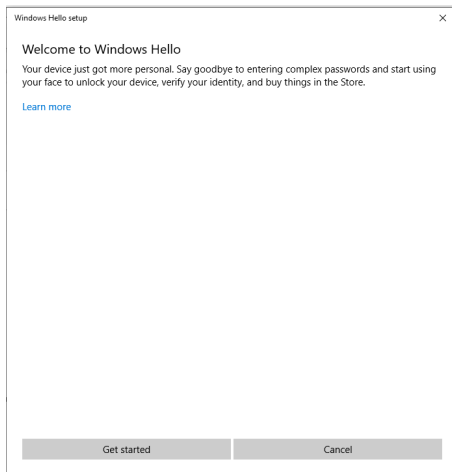 Windows Hello setup
Welcome to Windows Hello
Your device just got more personal. Say goodbye to entering complex passwords and start using
your face to unlock your device, verify your identity, and buy things in the Store.
Learn more
Get started
Cancel